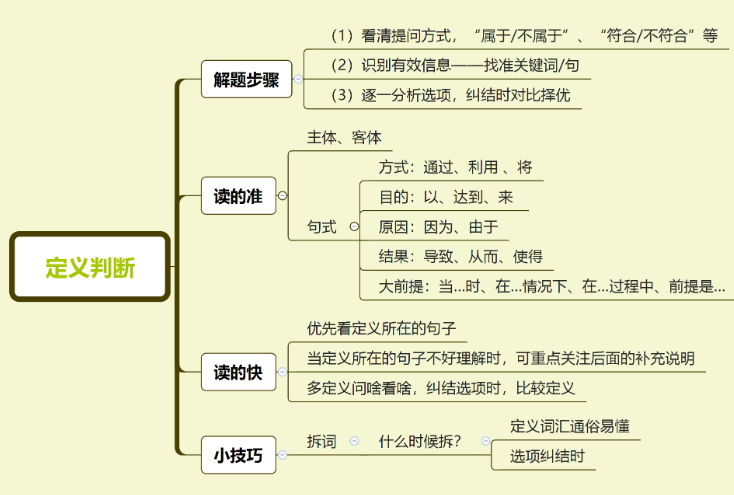 定义判断
解题步骤
（1）看清提问方式，“属于/不属于”、“符合/不符合”等
（2）识别有效信息——找准关键词/句
（3）逐一分析选项，纠结时对比择优
读的准
主体、客体
句式
方式：通过、利用 、将
目的：以、达到、来
原因：因为、由于
结果：导致、从而、使得
大前提：当...时、在...情况下、在...过程中、前提是...
读的快
优先看定义所在的句子
当定义所在的句子不好理解时，可重点关注后面的补充说明
多定义问啥看啥，纠结选项时，比较定义
小技巧
拆词
什么时候拆？
定义词汇通俗易懂
选项纠结时